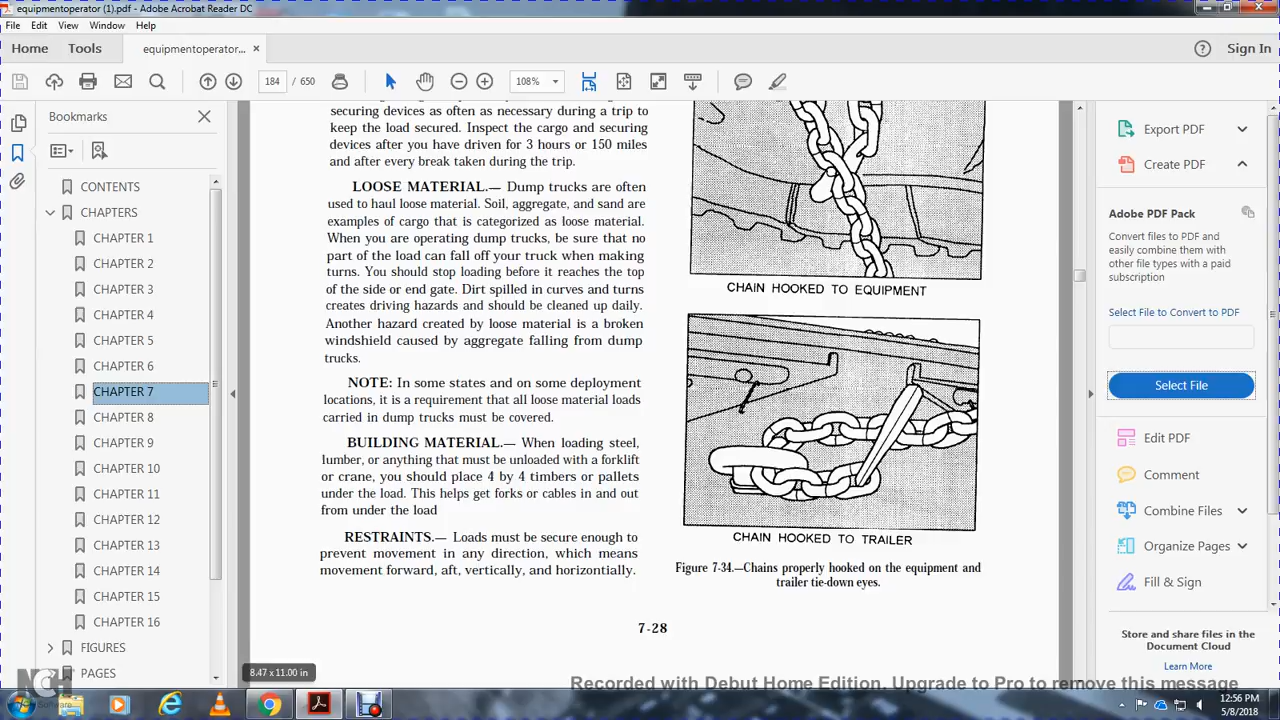 equipmentoperator (1).pdf - Adobe Acrobat Reader DC
File Edit View Window Help
Home Tools equipmentoperator... × Sign In
184 / 650 108%
Bookmarks
CONTENTS
CHAPTERS
CHAPTER 1
CHAPTER 2
CHAPTER 3
CHAPTER 4
CHAPTER 5
CHAPTER 6
CHAPTER 7
CHAPTER 8
CHAPTER 9
CHAPTER 10
CHAPTER 11
CHAPTER 12
CHAPTER 13
CHAPTER 14
CHAPTER 15
CHAPTER 16
FIGURES
PAGES
securing devices as often as necessary during a trip to
keep the load secured. Inspect the cargo and securing
devices after you have driven for 3 hours or 150 miles
and after every break taken during the trip.
LOOSE MATERIAL.— Dump trucks are often
used to haul loose material. Soil, aggregate, and sand are
examples of cargo that is categorized as loose material.
When you are operating dump trucks, be sure that no
part of the load can fall off your truck when making
turns. You should stop loading before it reaches the top
of the side or end gate. Dirt spilled in curves and turns
creates driving hazards and should be cleaned up daily.
Another hazard created by loose material is a broken
windshield caused by aggregate falling from dump
trucks.
NOTE: In some states and on some deployment
locations, it is a requirement that all loose material loads
carried in dump trucks must be covered.
BUILDING MATERIAL.— When loading steel,
lumber, or anything that must be unloaded with a forklift
or crane, you should place 4 by 4 timbers or pallets
under the load. This helps get forks or cables in and out
from under the load
RESTRAINTS.— Loads must be secure enough to
prevent movement in any direction, which means
movement forward, aft, vertically, and horizontially.
CHAIN HOOKED TO EQUIPMENT
CHAIN HOOKED TO TRAILER
Figure 7-34.—Chains properly hooked on the equipment and
trailer tie-down eyes.
7-28
8.47 x 11.00 in
Export PDF
Create PDF
Adobe PDF Pack
Convert files to PDF and
easily combine them with
other file types with a paid
subscription
Select File to Convert to PDF
Select File
Edit PDF
Comment
Combine Files
Organize Pages
Fill & Sign
Store and share files in the
Document Cloud
Learn More
NCH
Software
Recorded with Debut Home Edition. Upgrade to Pro to remove this message
12:56 PM
5/8/2018